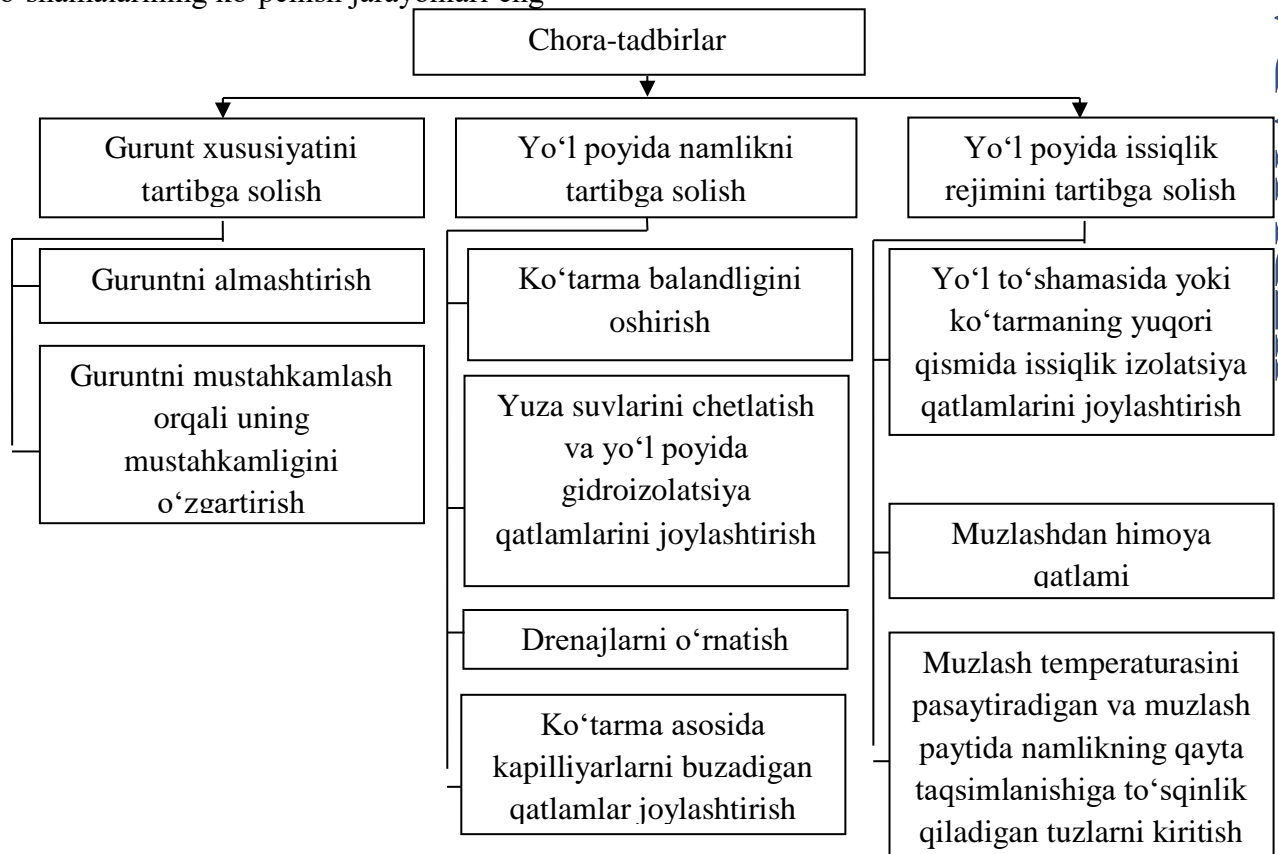 Chora-tadbirlar
Gurunt xususiyatini
tartibga solish
Guruntni almashtirish
Guruntni mustahkamlash
orqali uning
mustahkamligini
o‘zgartirish
Yo‘l poyida namlikni
tartibga solish
Ko‘tarma balandligini
oshirish
Yuza suvlarini chetlatish
va yo‘l poyida
gidroizolatsiya
qatlamlarini joylashtirish
Drenajlarni o‘rnatish
Ko‘tarma asosida
kapilliyarlarni buzadigan
qatlamlar joylashtirish
Yo‘l poyida issiqlik
rejimini tartibga solish
Yo‘l to‘shamasida yoki
ko‘tarmaning yuqori
qismida issiqlik izolatsiya
qatlamlarini joylashtirish
Muzlashdan himoya
qatlami
Muzlash temperaturasini
pasaytiradigan va muzlash
paytida namlikning qayta
taqsimlanishiga to‘sqinlik
qiladigan tuzlarni kiritish